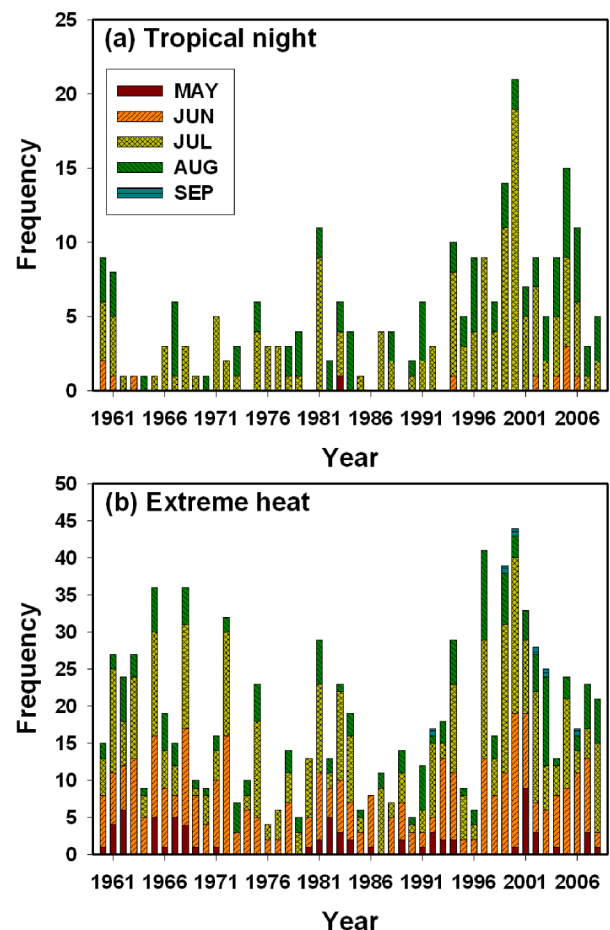 (a) Tropical night
MAY
JUN
JUL
AUG
SEP
Frequency
25
20
15
10
5
0
1961 1966 1971 1976 1981 1986 1991 1996 2001 2006
Year
(b) Extreme heat
Frequency
50
45
40
35
30
25
20
15
10
5
0
1961 1966 1971 1976 1981 1986 1991 1996 2001 2006
Year